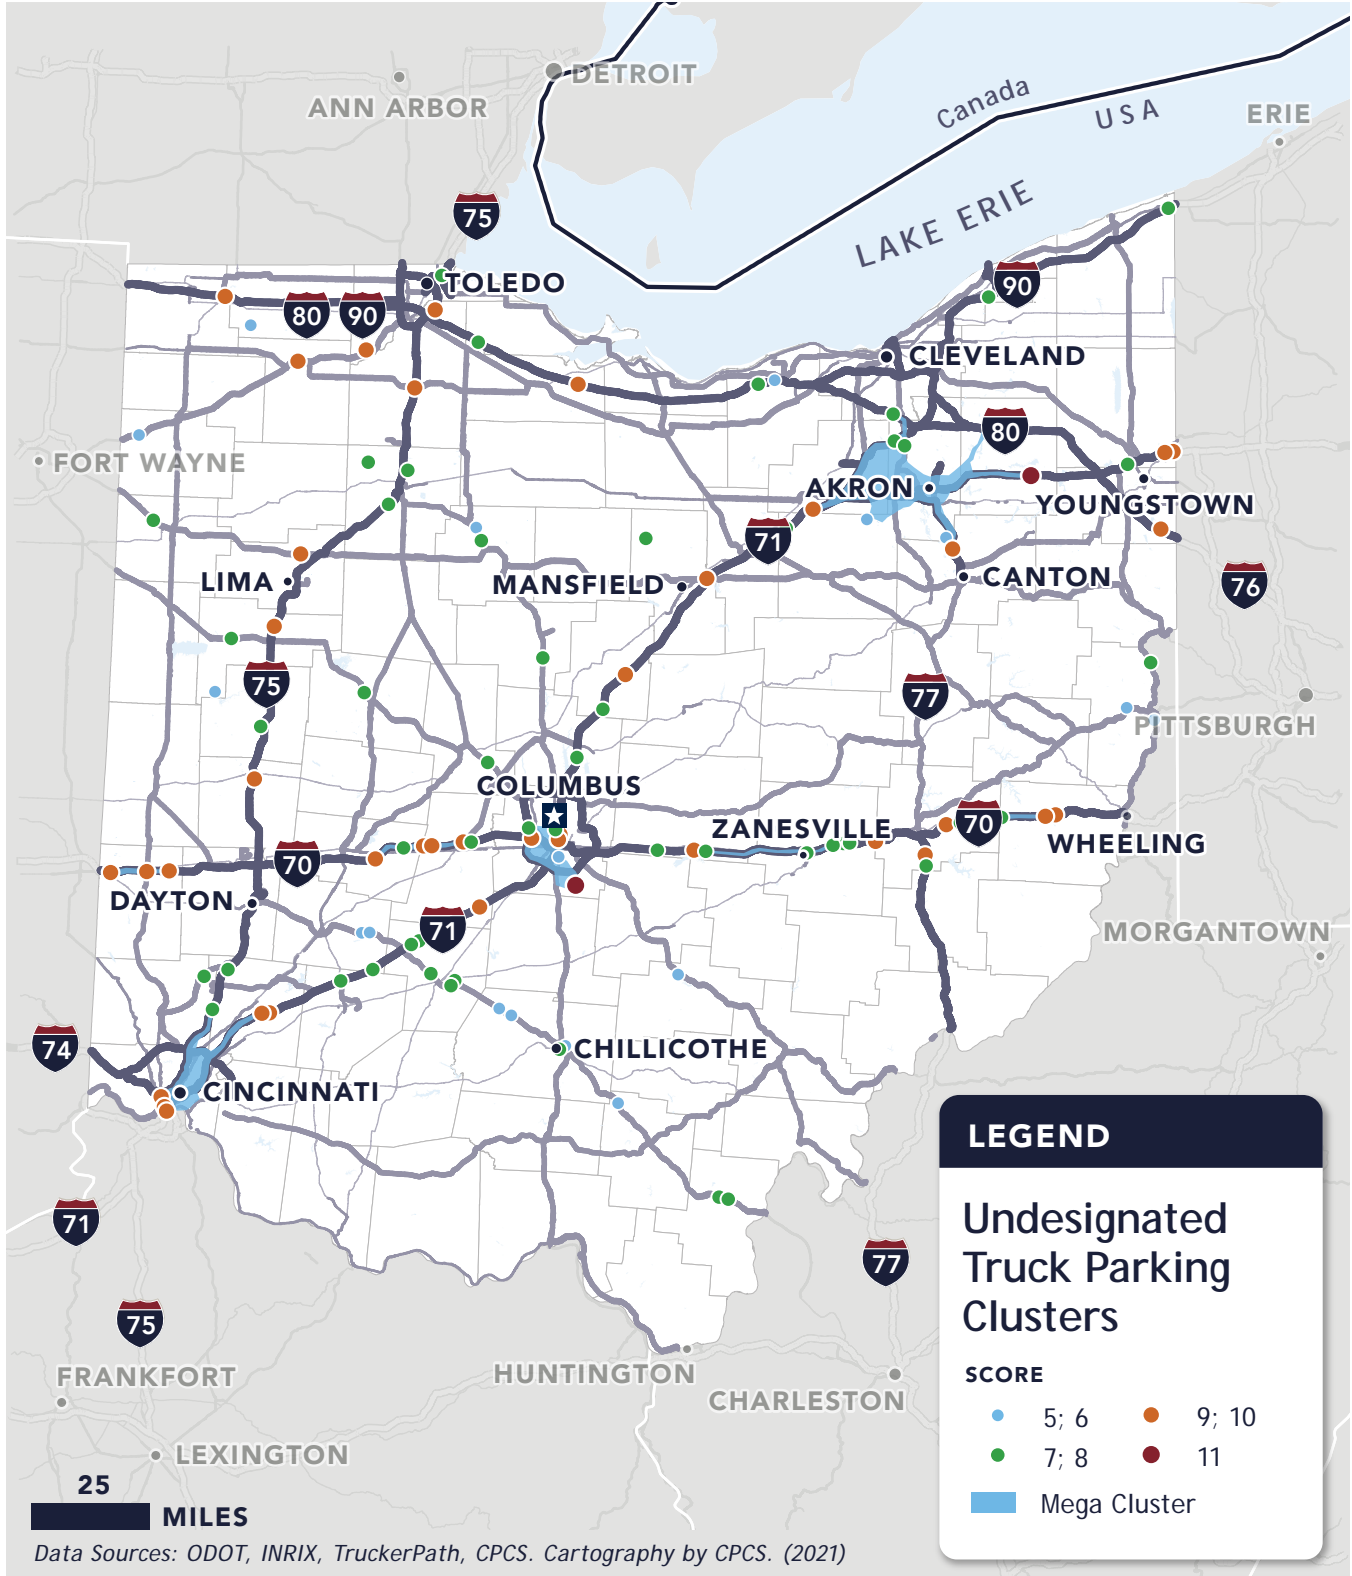 DETROIT
ANN ARBOR
Canada
USA
ERIE
LAKE ERIE
75
TOLEDO
80
90
90
CLEVELAND
80
FORT WAYNE
AKRON
YOUNGSTOWN
71
LIMA
MANSFIELD
CANTON
76
75
77
PITTSBURGH
COLUMBUS
ZANESVILLE
70
WHEELING
70
DAYTON
71
MORGANTOWN
74
CHILLICOTHE
CINCINNATI
71
77
75
FRANKFORT
HUNTINGTON
CHARLESTON
LEXINGTON
LEGEND
Undesignated
Truck Parking
Clusters
SCORE
5; 6
9; 10
7; 8
11
Mega Cluster
25
MILES
Data Sources: ODOT, INRIX, TruckerPath, CPCS. Cartography by CPCS. (2021)